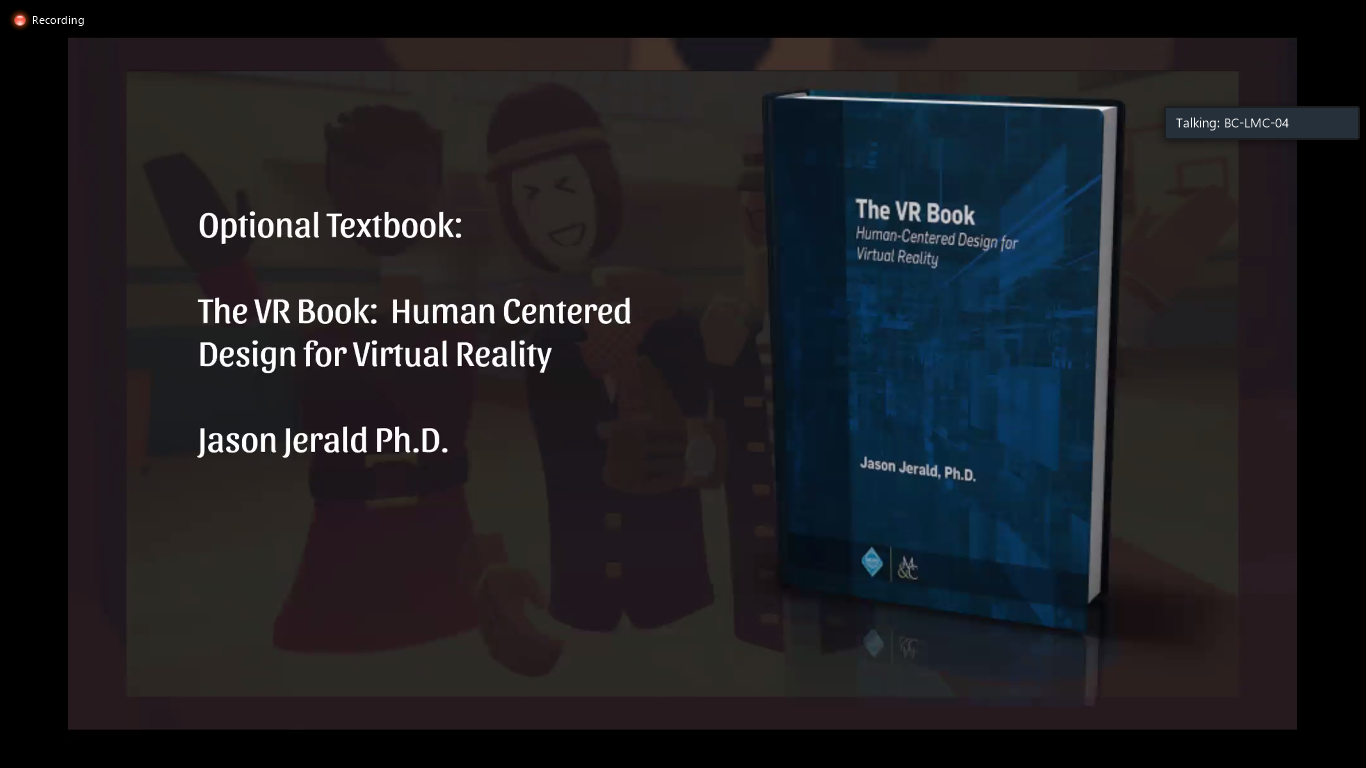 Recording
Talking: BC-LMC-04
Optional Textbook:
The VR Book:  Human Centered
Design for Virtual Reality
Jason Jerald Ph.D.
The VR Book
Human-Centered Design for
Virtual Reality
Jason Jerald, Ph.D.
M
&C